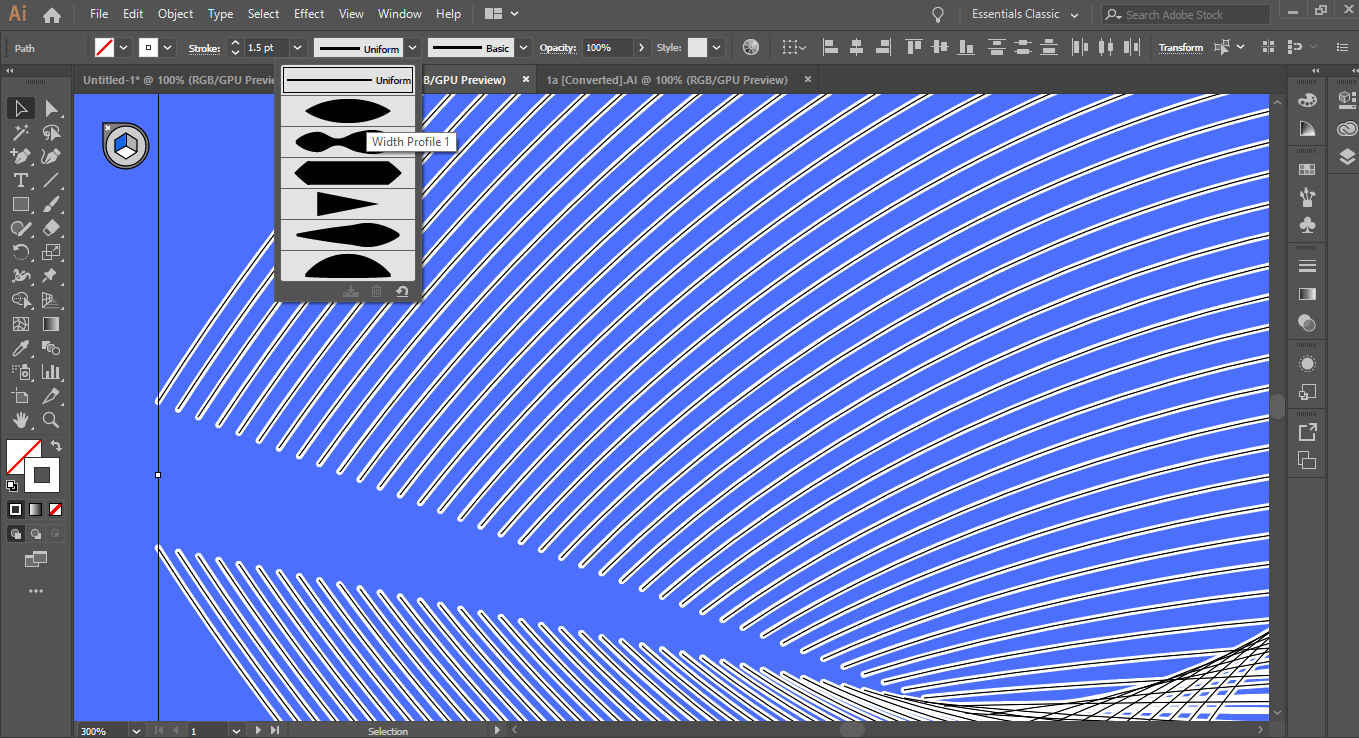 Ai File Edit Object Type Select Effect View Window Help Essentials Classic Search Adobe Stock
Path Stroke: 1.5 pt Uniform Basic Opacity: 100% Style: Transform
Untitled-1* @ 100% (RGB/GPU Previe B/GPU Preview) × 1a [Converted].AI @ 100% (RGB/GPU Preview) ×
Uniform
Width Profile 1
T
300% 1 Selection